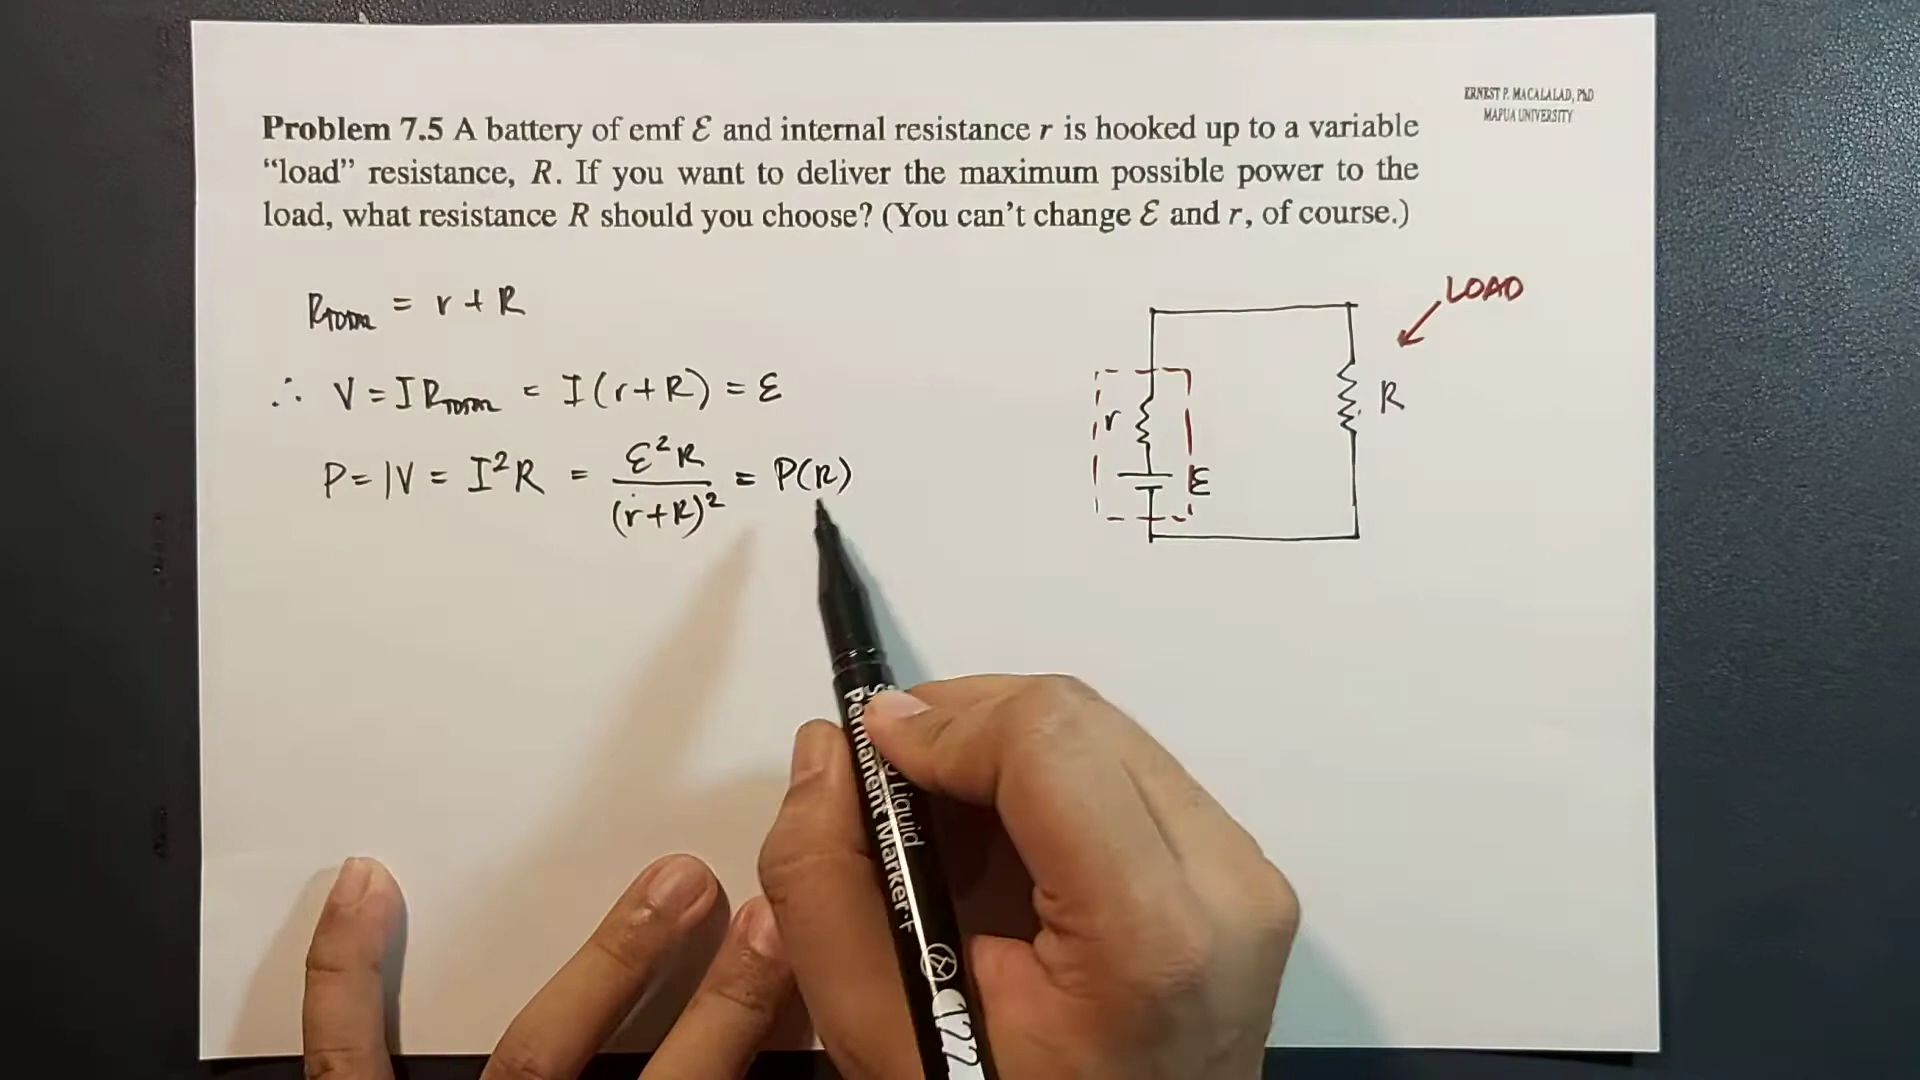 ERNEST P. MACALALAD, PhD
MAPUA UNIVERSITY
Problem 7.5 A battery of emf ℰ and internal resistance r is hooked up to a variable
“load” resistance, R. If you want to deliver the maximum possible power to the
load, what resistance R should you choose? (You can’t change ℰ and r, of course.)
R_TOTAL = r + R
∴ V = I R_TOTAL = I(r+R) = ℰ
P = IV = I²R = ℰ²R / (r+R)² = P(R)
LOAD
r
R
ℰ
Liquid
Permanent Marker·F